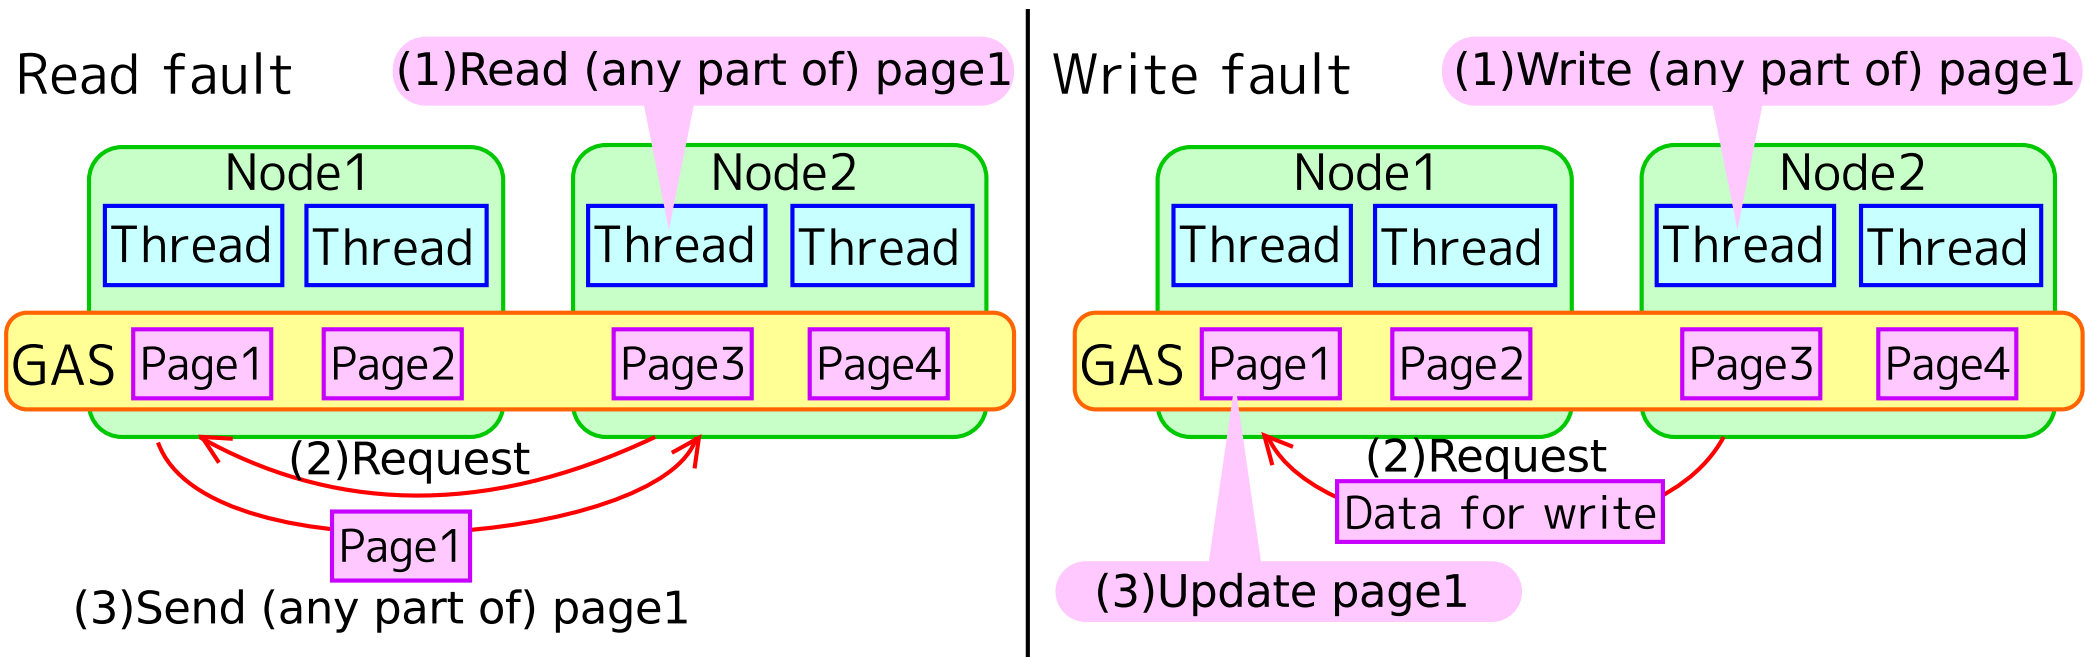 Read fault
(1)Read (any part of) page1
Node1
Node2
Thread
Thread
Thread
Thread
GAS
Page1
Page2
Page3
Page4
(2)Request
Page1
(3)Send (any part of) page1
Write fault
(1)Write (any part of) page1
Node1
Node2
Thread
Thread
Thread
Thread
GAS
Page1
Page2
Page3
Page4
(2)Request
Data for write
(3)Update page1